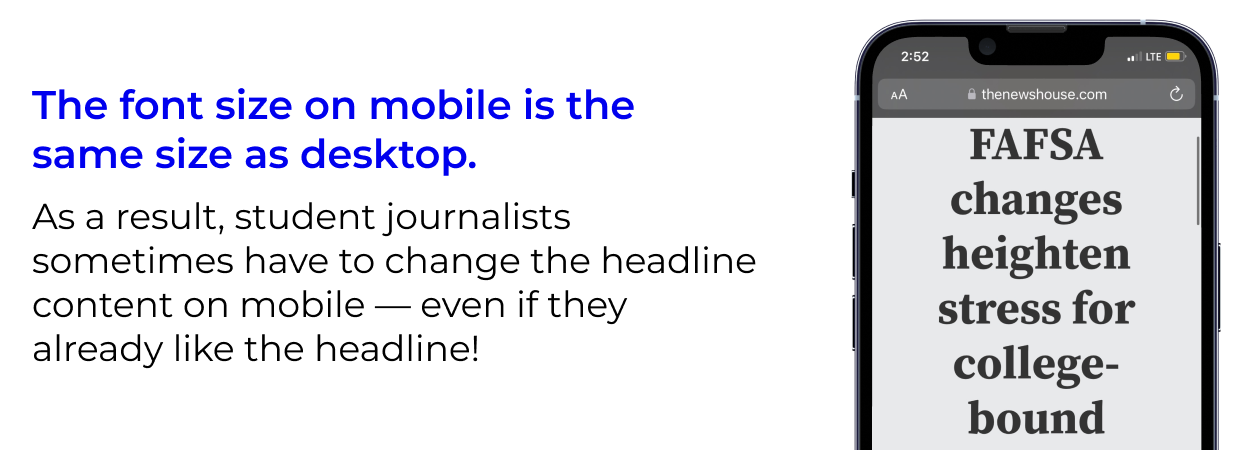 The font size on mobile is the
same size as desktop.
As a result, student journalists
sometimes have to change the headline
content on mobile — even if they
already like the headline!
2:52
LTE
AA
thenewshouse.com
FAFSA
changes
heighten
stress for
college-
bound